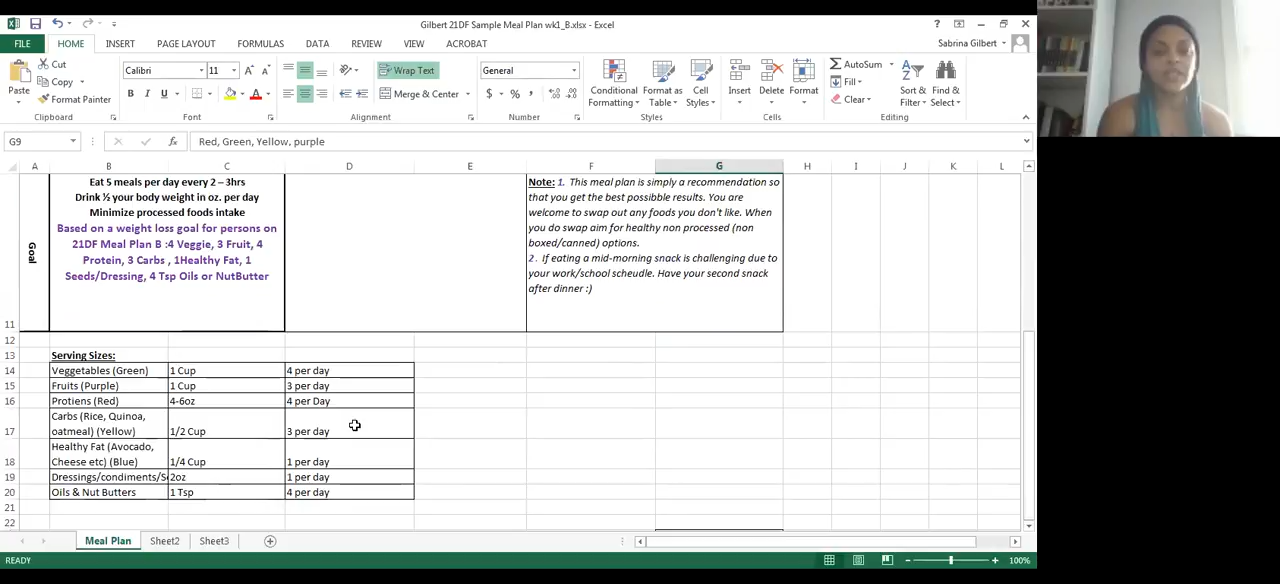 Gilbert 21DF Sample Meal Plan wk1_B.xlsx - Excel
FILE HOME INSERT PAGE LAYOUT FORMULAS DATA REVIEW VIEW ACROBAT
Sabrina Gilbert
Paste
Cut
Copy
Format Painter
Clipboard
Calibri 11
B I U
Font
Wrap Text
Merge & Center
Alignment
General
$ % ,
Number
Conditional Formatting
Format as Table
Cell Styles
Styles
Insert
Delete
Format
Cells
AutoSum
Fill
Clear
Sort & Filter
Find & Select
Editing
G9
fx
Red, Green, Yellow, purple
A B C D E F G H I J K L
Goal
Eat 5 meals per day every 2 – 3hrs
Drink ½ your body weight in oz. per day
Minimize processed foods intake
Based on a weight loss goal for persons on
21DF Meal Plan B :4 Veggie, 3 Fruit, 4
Protein, 3 Carbs , 1Healthy Fat, 1
Seeds/Dressing, 4 Tsp Oils or NutButter
Note: 1. This meal plan is simply a recommendation so
that you get the best possibble results. You are
welcome to swap out any foods you don't like. When
you do swap aim for healthy non processed (non
boxed/canned) options.
2. If eating a mid-morning snack is challenging due to
your work/school scheudle. Have your second snack
after dinner :)
11
12
13 Serving Sizes:
14 Veggetables (Green) 1 Cup 4 per day
15 Fruits (Purple) 1 Cup 3 per day
16 Protiens (Red) 4-6oz 4 per Day
Carbs (Rice, Quinoa,
17 oatmeal) (Yellow) 1/2 Cup 3 per day
Healthy Fat (Avocado,
18 Cheese etc) (Blue) 1/4 Cup 1 per day
19 Dressings/condiments/S 2oz 1 per day
20 Oils & Nut Butters 1 Tsp 4 per day
21
22
Meal Plan Sheet2 Sheet3
READY
100%